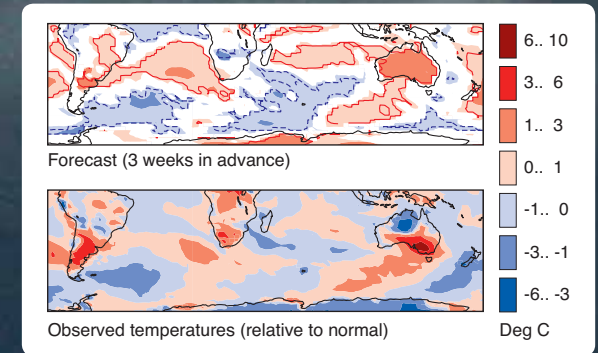 6.. 10
3.. 6
1.. 3
0.. 1
-1.. 0
-3.. -1
-6.. -3
Deg C
Forecast (3 weeks in advance)
Observed temperatures (relative to normal)